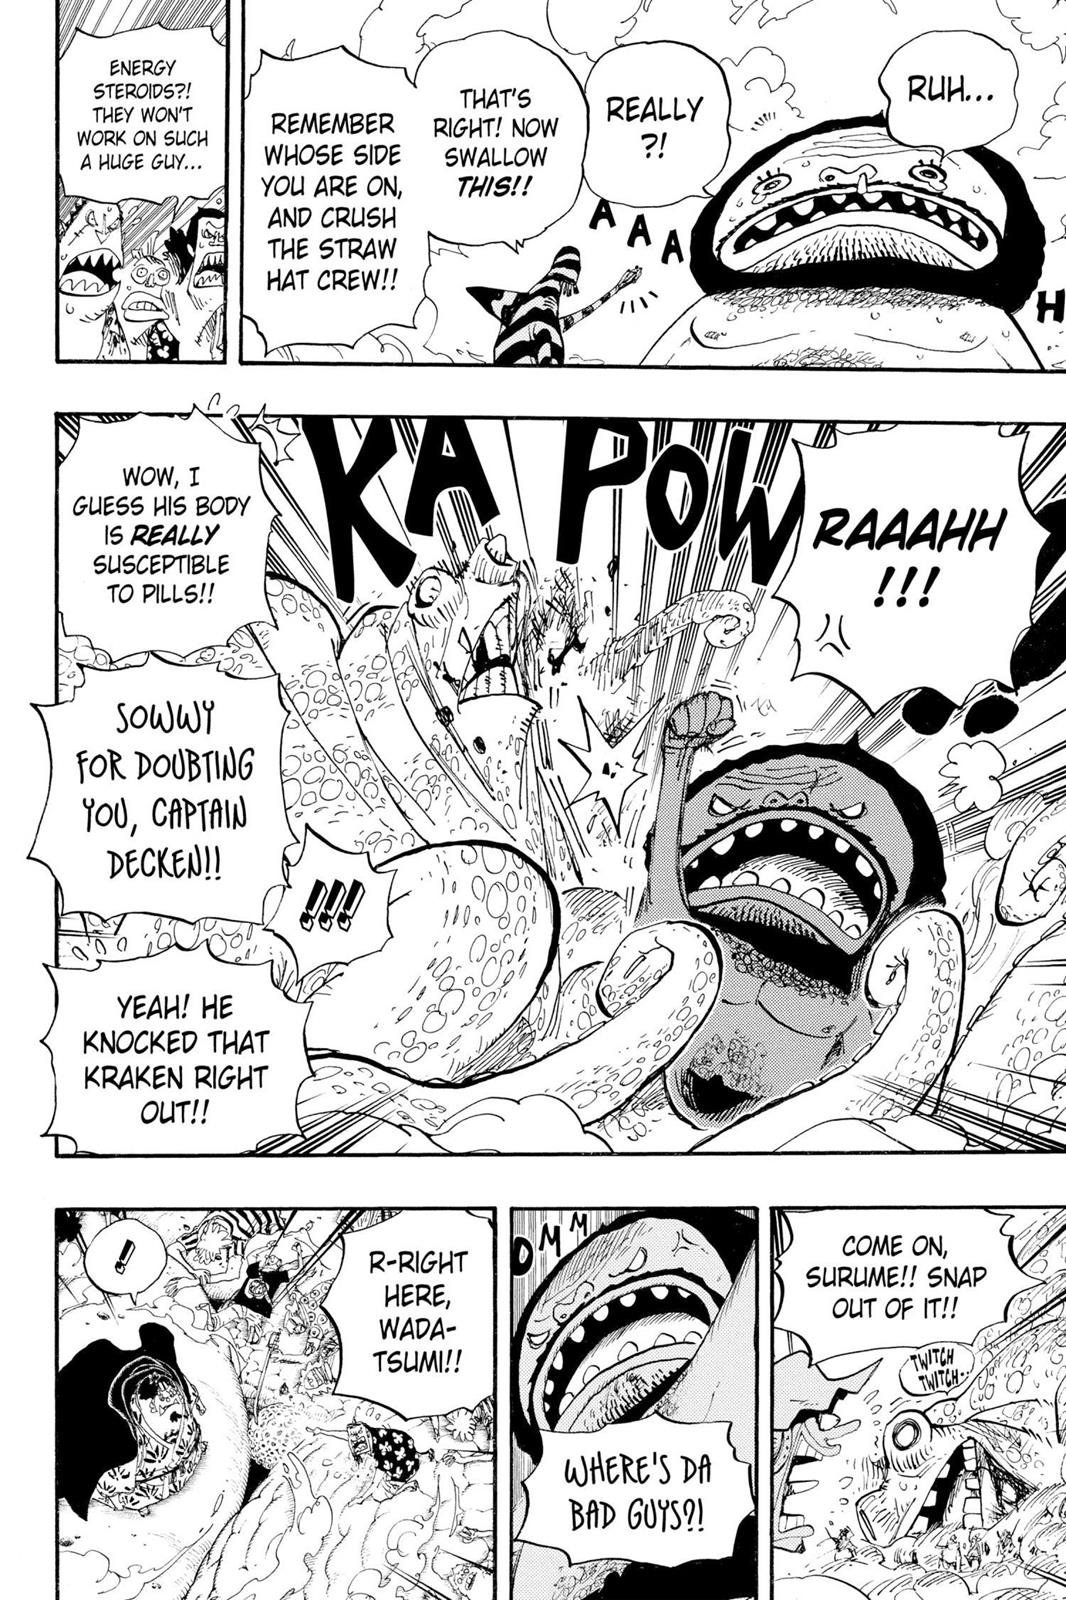 RUH...
REALLY
?!
THAT'S
RIGHT! NOW
SWALLOW
THIS!!
REMEMBER
WHOSE SIDE
YOU ARE ON,
AND CRUSH
THE STRAW
HAT CREW!!
AAAH
ENERGY
STEROIDS?!
THEY WON'T
WORK ON SUCH
A HUGE GUY...
RAAAHH
!!!
KAPOW
WOW, I
GUESS HIS BODY
IS REALLY
SUSCEPTIBLE
TO PILLS!!
SOWWY
FOR DOUBTING
YOU, CAPTAIN
DECKEN!!
!!!!
YEAH! HE
KNOCKED THAT
KRAKEN RIGHT
OUT!!
COME ON,
SURUME!! SNAP
OUT OF IT!!
TWITCH
TWITCH...
OMM
WHERE'S DA
BAD GUYS?!
R-RIGHT
HERE,
WADA-
TSUMI!!
!